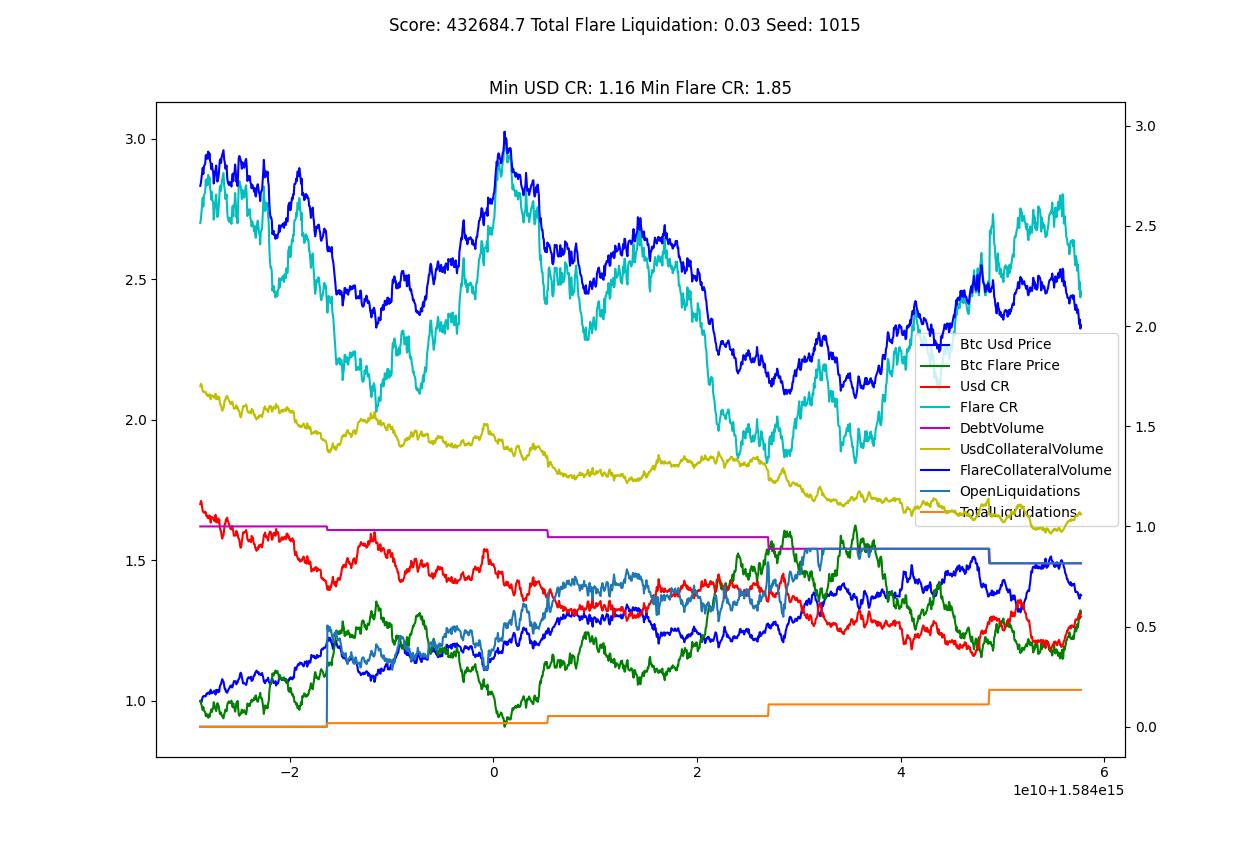 Score: 432684.7 Total Flare Liquidation: 0.03 Seed: 1015
Min USD CR: 1.16 Min Flare CR: 1.85
3.0
2.5
2.0
1.5
1.0
3.0
2.5
2.0
1.5
1.0
0.5
0.0
Btc Usd Price
Btc Flare Price
Usd CR
Flare CR
DebtVolume
UsdCollateralVolume
FlareCollateralVolume
OpenLiquidations
TotalLiquidations
−2 0 2 4 6
1e10+1.584e15